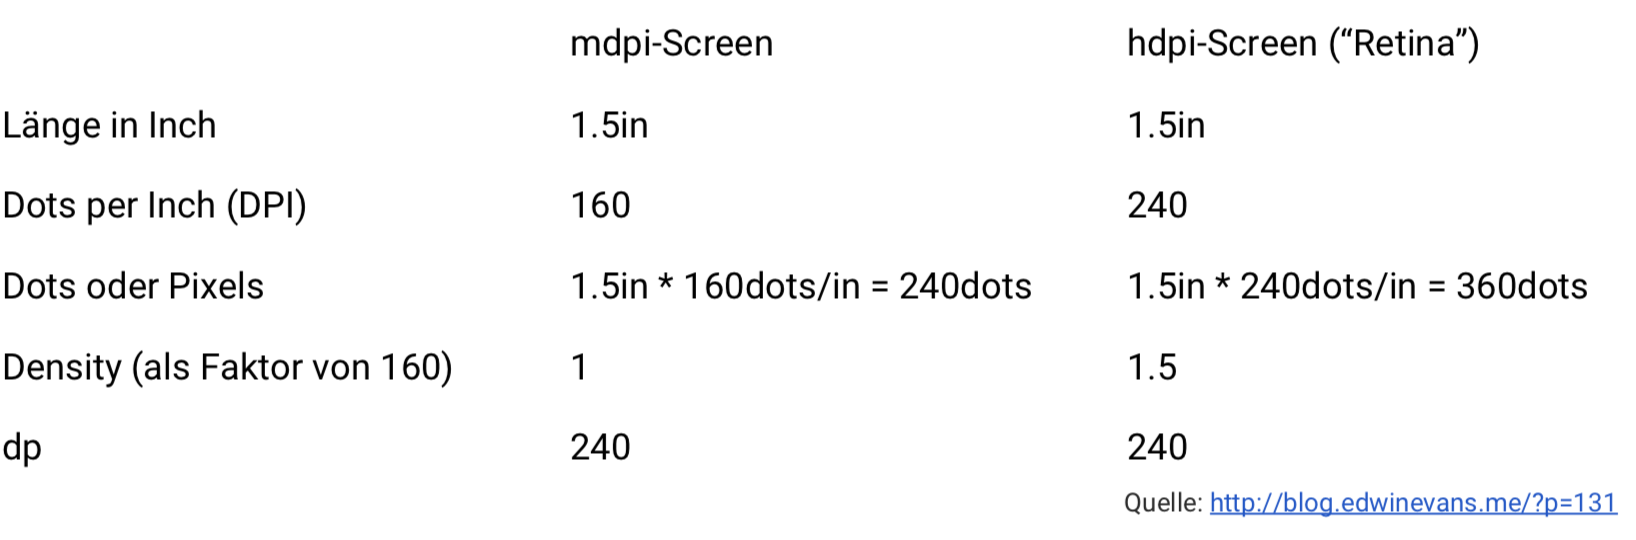 mdpi-Screen hdpi-Screen (“Retina”)
Länge in Inch 1.5in 1.5in
Dots per Inch (DPI) 160 240
Dots oder Pixels 1.5in * 160dots/in = 240dots 1.5in * 240dots/in = 360dots
Density (als Faktor von 160) 1 1.5
dp 240 240
Quelle: http://blog.edwinevans.me/?p=131